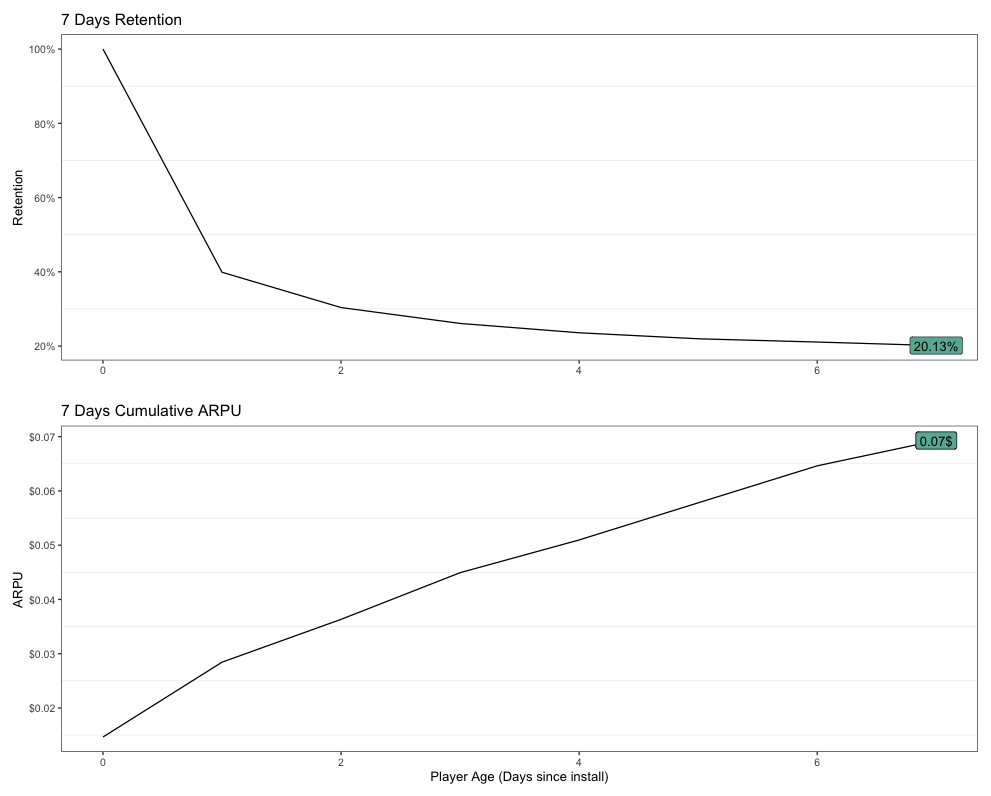 7 Days Retention
Retention
100%
80%
60%
40%
20%
20.13%
0 2 4 6
7 Days Cumulative ARPU
ARPU
$0.07
$0.06
$0.05
$0.04
$0.03
$0.02
0.07$
0 2 4 6
Player Age (Days since install)